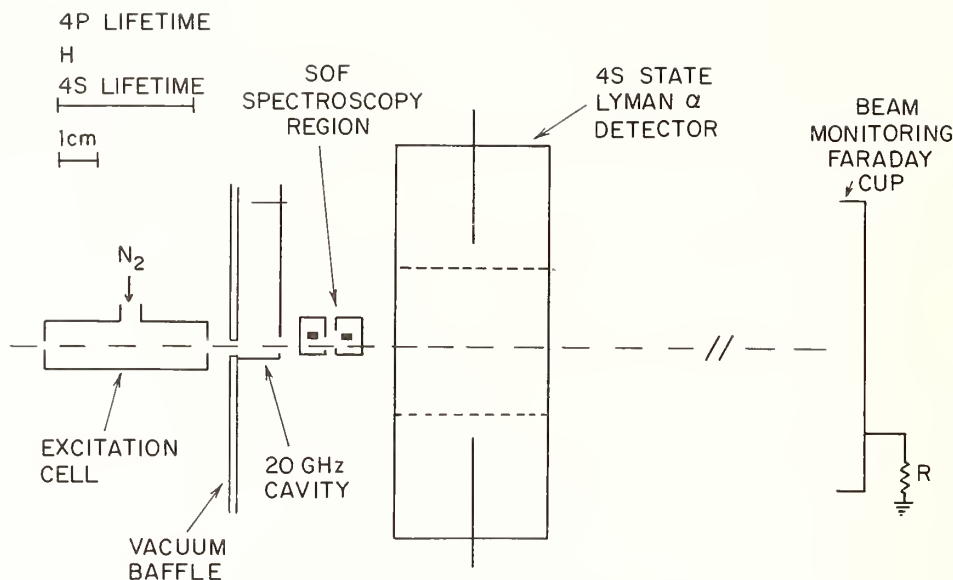 4P LIFETIME
H
4S LIFETIME
1cm
SOF
SPECTROSCOPY
REGION
4S STATE
LYMAN α
DETECTOR
BEAM
MONITORING
FARADAY
CUP
N2
EXCITATION
CELL
20 GHz
CAVITY
VACUUM
BAFFLE
R